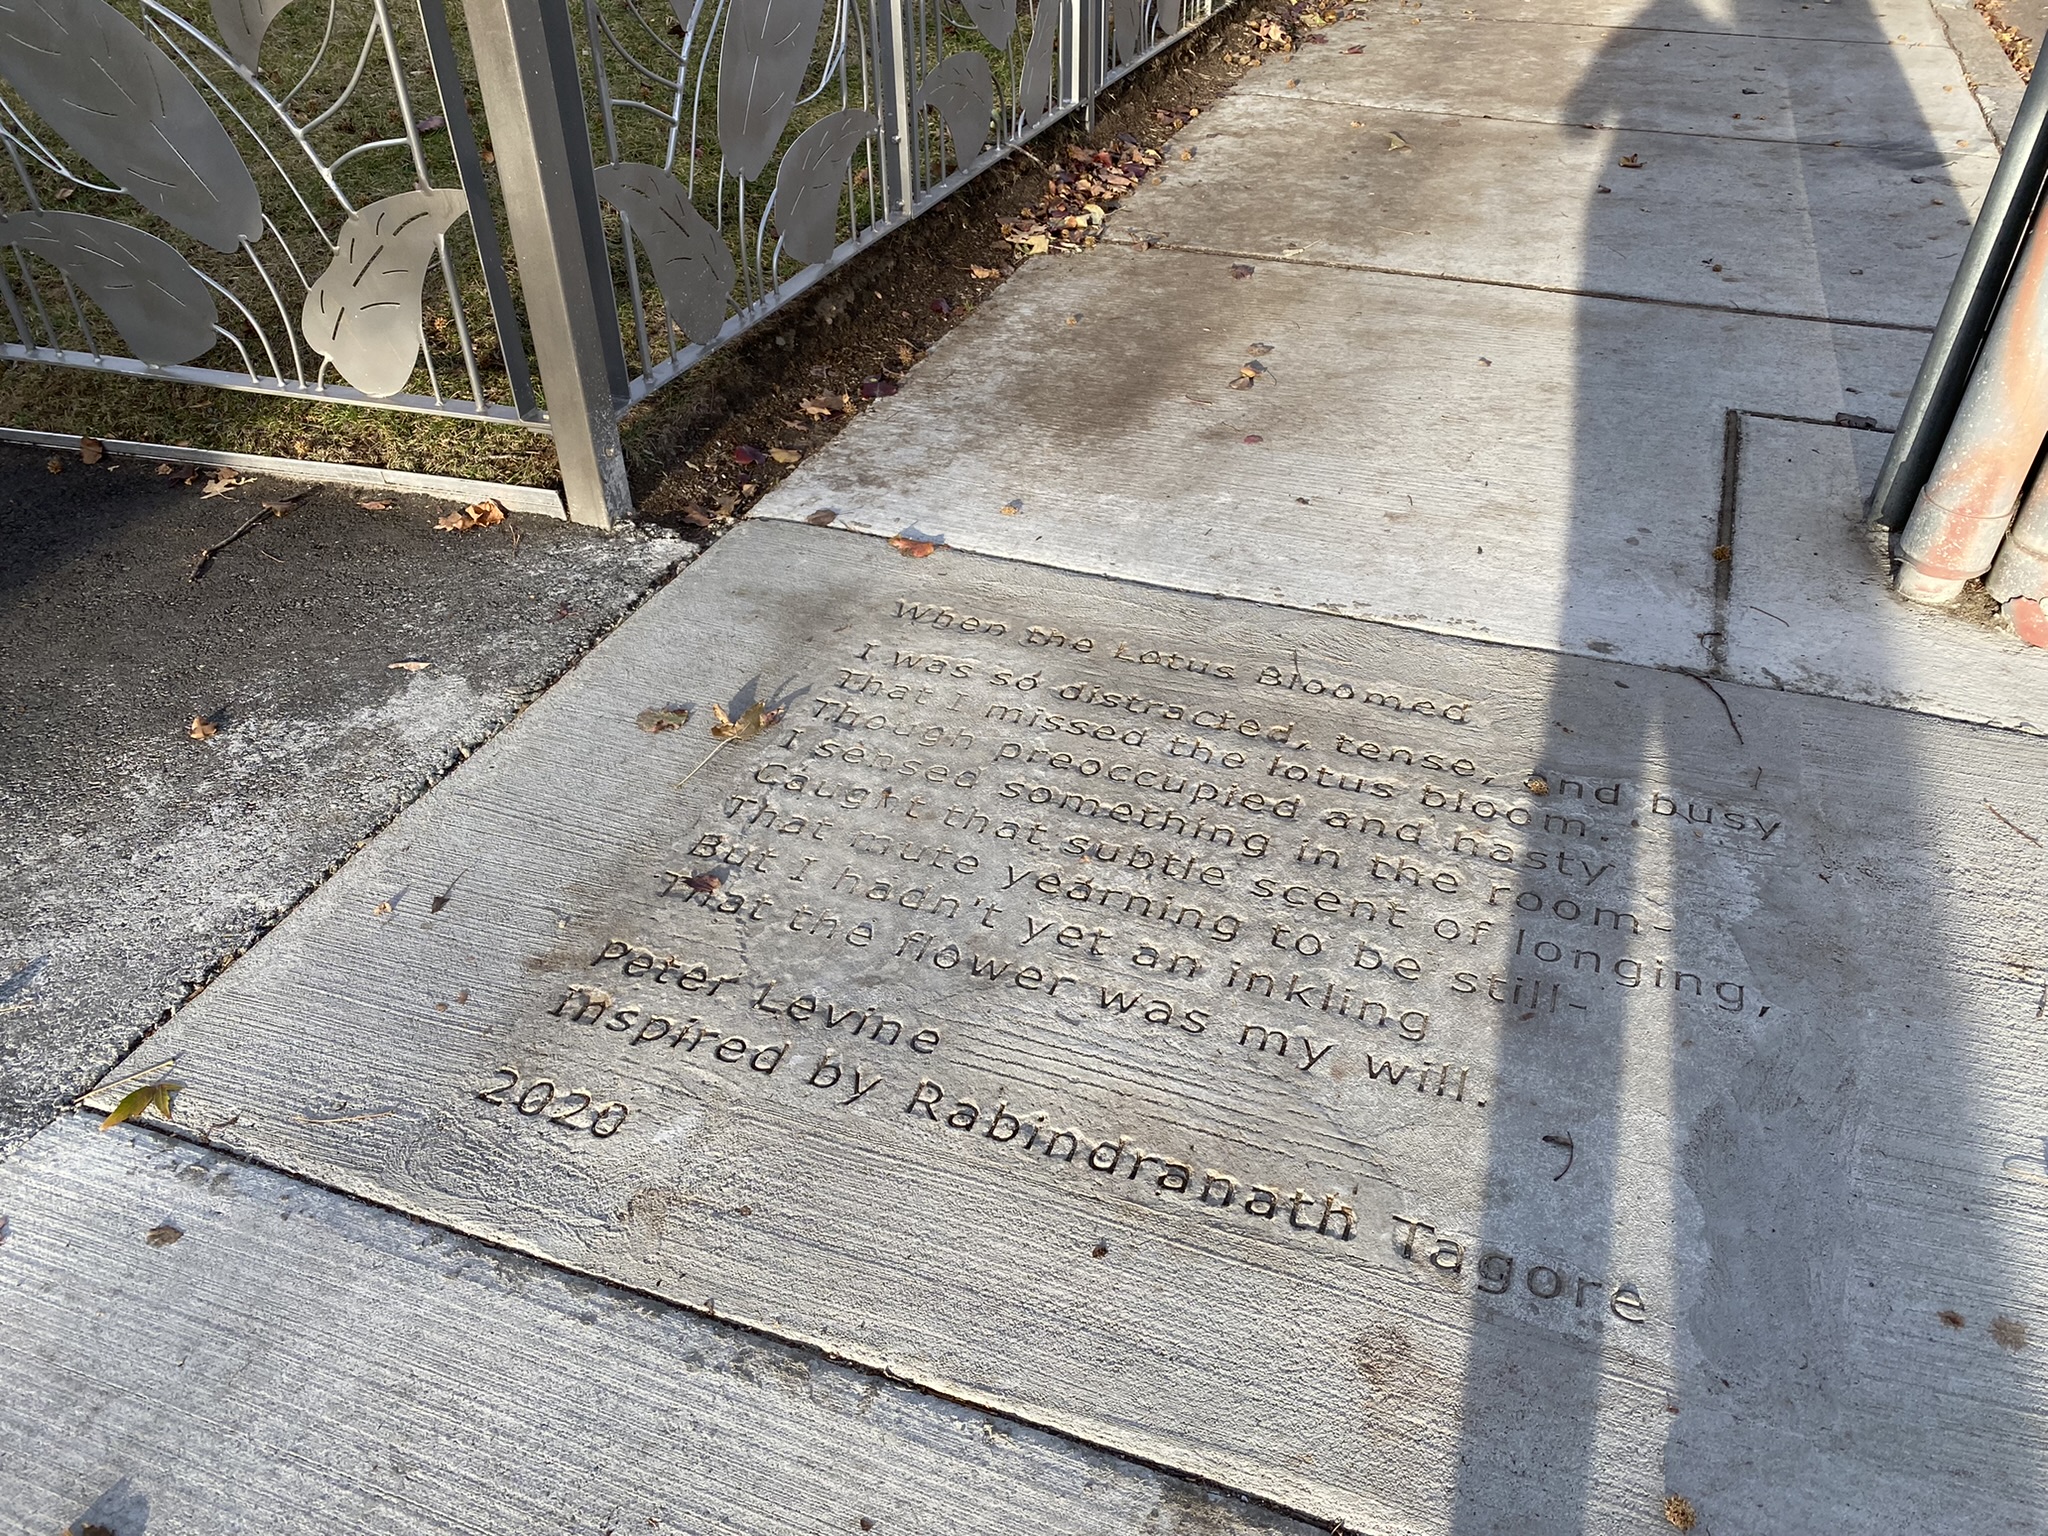 When the Lotus Bloomed
I was so distracted, tense, and busy
That I missed the lotus bloom.
Though preoccupied and hasty
I sensed something in the room-
Caught that subtle scent of longing,
That mute yearning to be still-
But I hadn't yet an inkling
That the flower was my will.
Peter Levine
Inspired by Rabindranath Tagore
2020